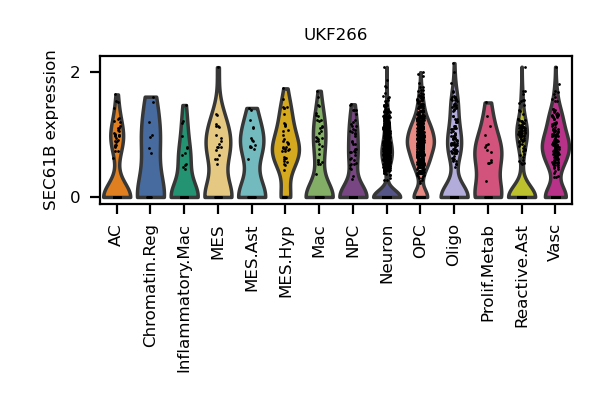 UKF266
SEC61B expression
2
0
AC
Chromatin.Reg
Inflammatory.Mac
MES
MES.Ast
MES.Hyp
Mac
NPC
Neuron
OPC
Oligo
Prolif.Metab
Reactive.Ast
Vasc